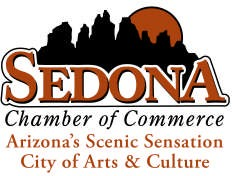 SEDONA
Chamber of Commerce
Arizona's Scenic Sensation
City of Arts & Culture